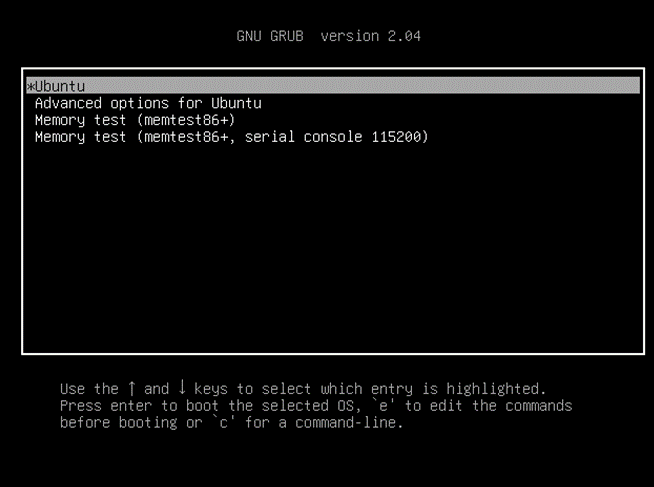 GNU GRUB  version 2.04
*Ubuntu
Advanced options for Ubuntu
Memory test (memtest86+)
Memory test (memtest86+, serial console 115200)
Use the ↑ and ↓ keys to select which entry is highlighted.
Press enter to boot the selected OS, `e' to edit the commands
before booting or `c' for a command-line.